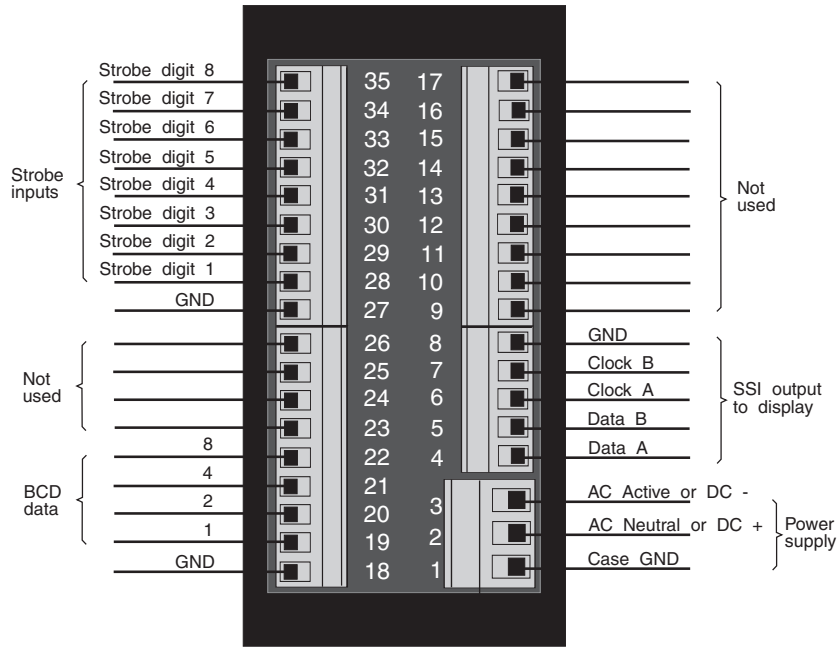 Strobe digit 8
Strobe digit 7
Strobe digit 6
Strobe digit 5
Strobe digit 4
Strobe digit 3
Strobe digit 2
Strobe digit 1
GND
Strobe
inputs
Not
used
8
4
2
1
GND
BCD
data
35 17
34 16
33 15
32 14
31 13
30 12
29 11
28 10
27 9
26 8
25 7
24 6
23 5
22 4
21
20
19
18
3
2
1
Not
used
GND
Clock B
Clock A
Data B
Data A
SSI output
to display
AC Active or DC -
AC Neutral or DC +
Case GND
Power
supply